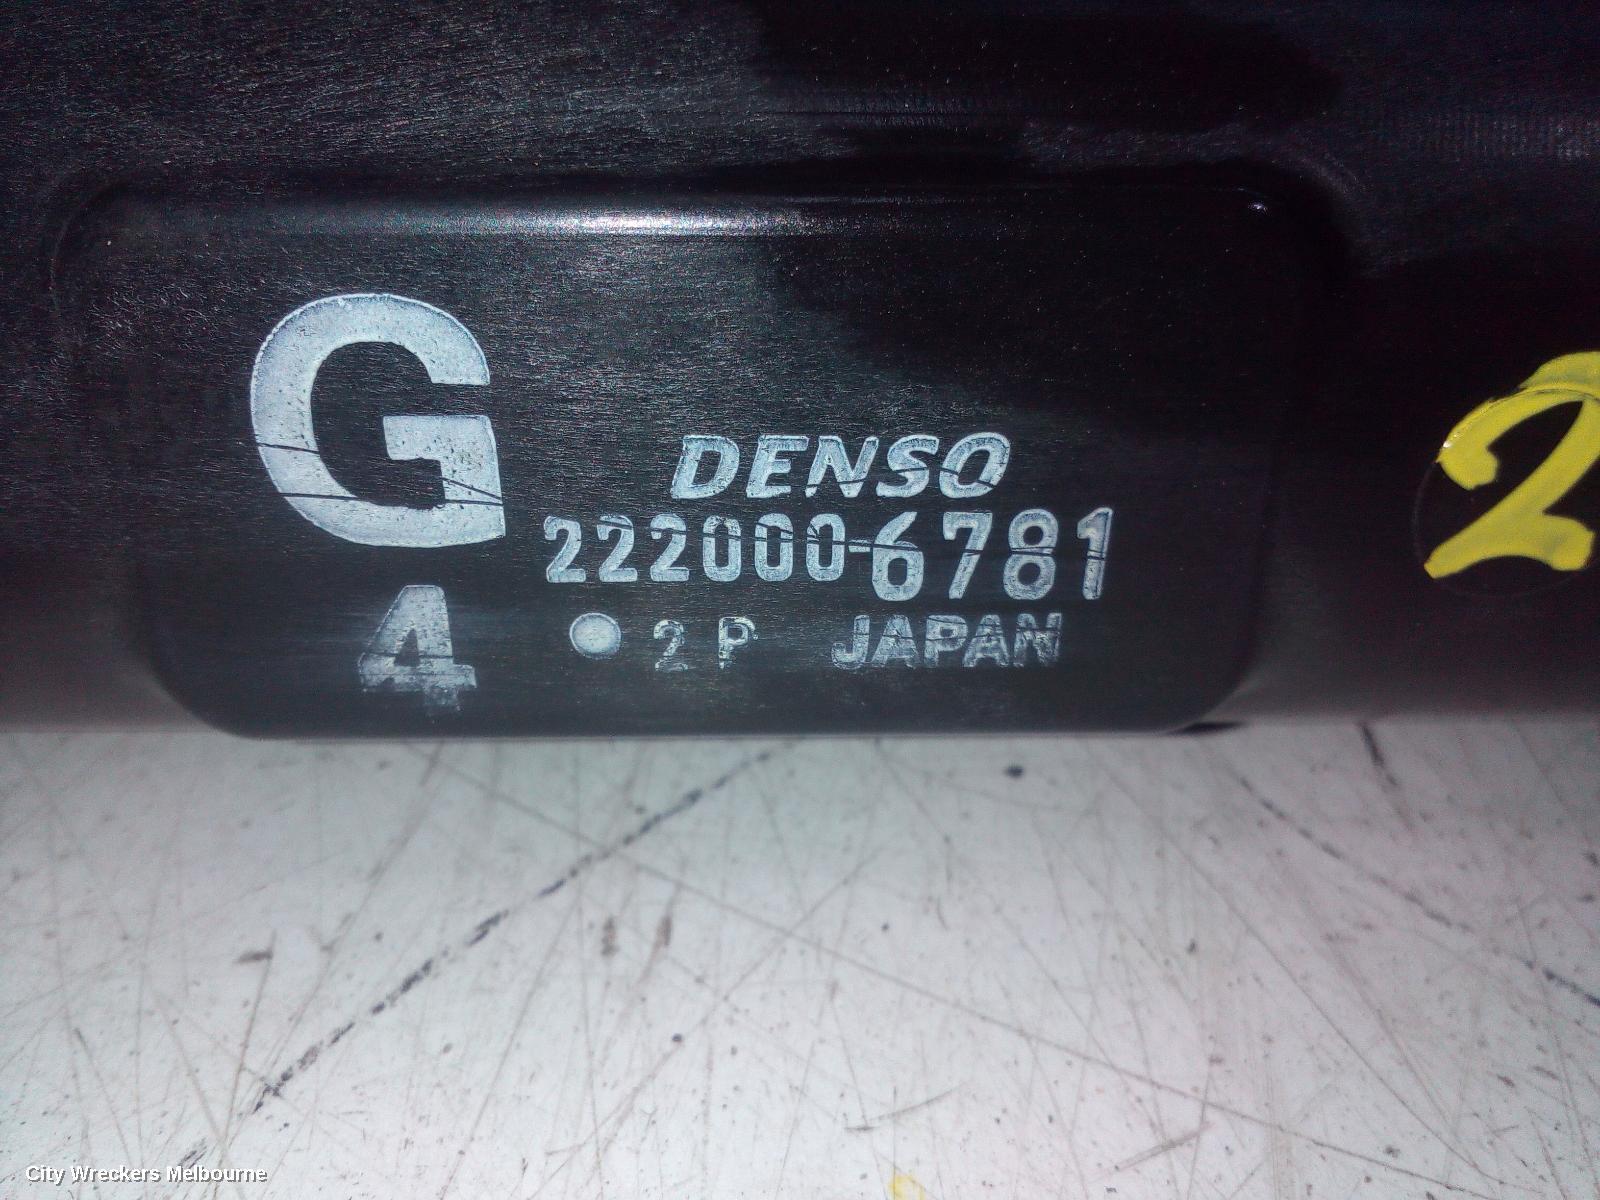 G
DENSO
222000-6781
4 2P JAPAN
2
City Wreckers Melbourne